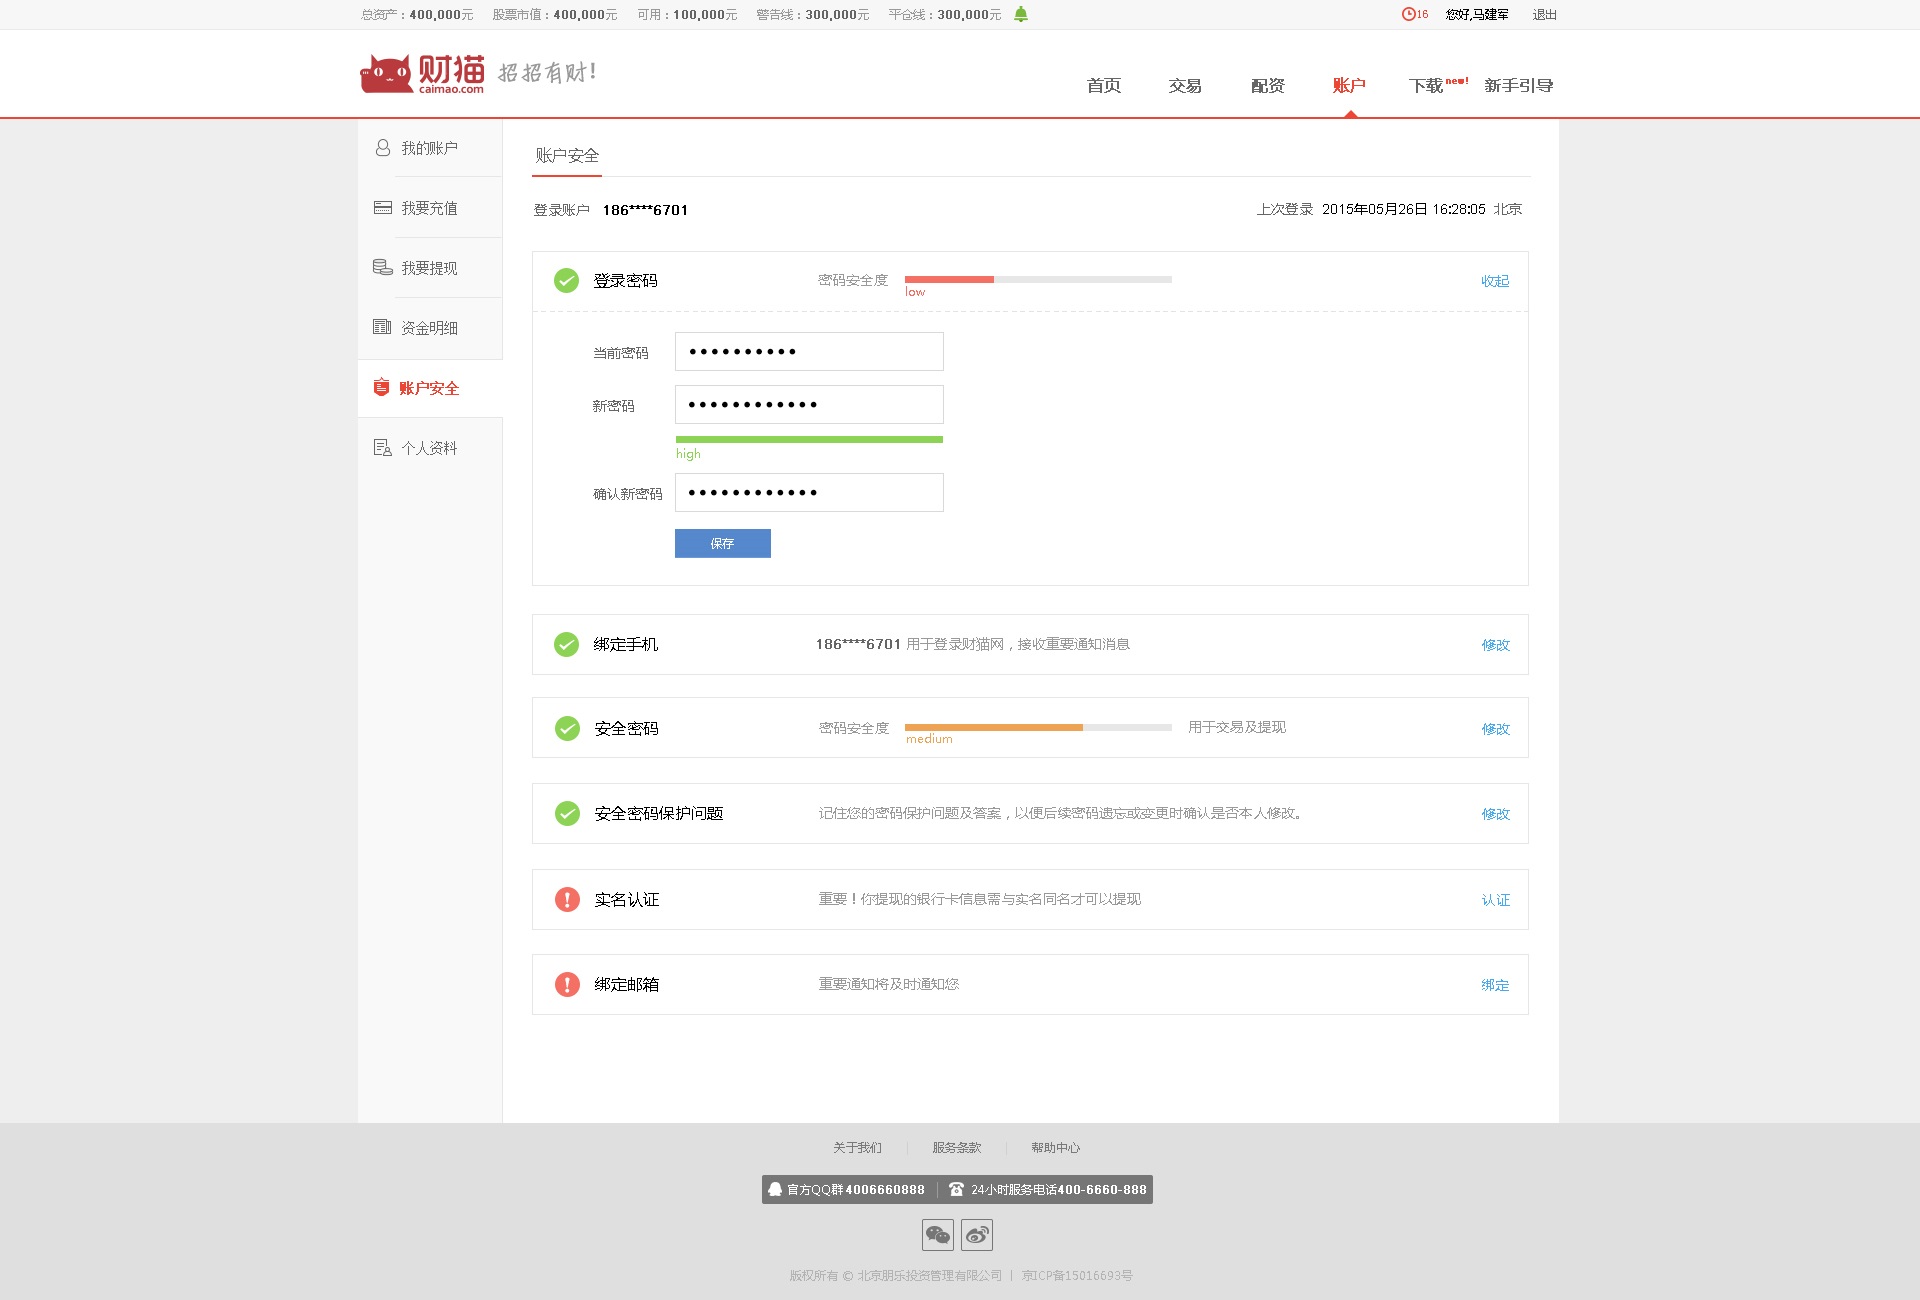 总资产：400,000元 股票市值：400,000元 可用：100,000元 警告线：300,000元 平仓线：300,000元 16 您好,马建军 退出
财猫 caimao.com 招招有财!
首页 交易 配资 账户 下载new! 新手引导
我的账户
我要充值
我要提现
资金明细
账户安全
个人资料
账户安全
登录账户 186****6701 上次登录 2015年05月26日 16:28:05 北京
登录密码 密码安全度 low 收起
当前密码 ••••••••••
新密码 ••••••••••••
high
确认新密码 ••••••••••••
保存
绑定手机 186****6701 用于登录财猫网，接收重要通知消息 修改
安全密码 密码安全度 medium 用于交易及提现 修改
安全密码保护问题 记住您的密码保护问题及答案，以便后续密码遗忘或变更时确认是否本人修改。 修改
实名认证 重要！你提现的银行卡信息需与实名同名才可以提现 认证
绑定邮箱 重要通知将及时通知您 绑定
关于我们 服务条款 帮助中心
官方QQ群4006660888 24小时服务电话400-6660-888
版权所有 © 北京朋乐投资管理有限公司 | 京ICP备15016693号